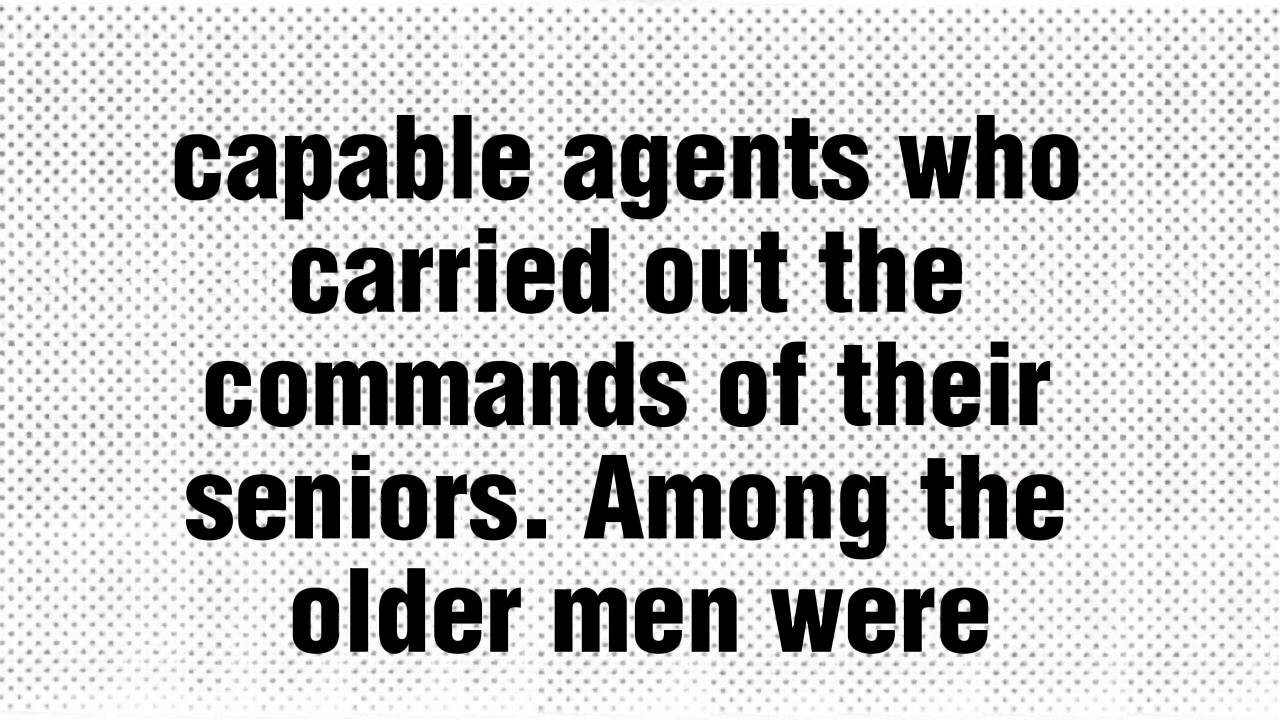 capable agents who
carried out the
commands of their
seniors. Among the
older men were